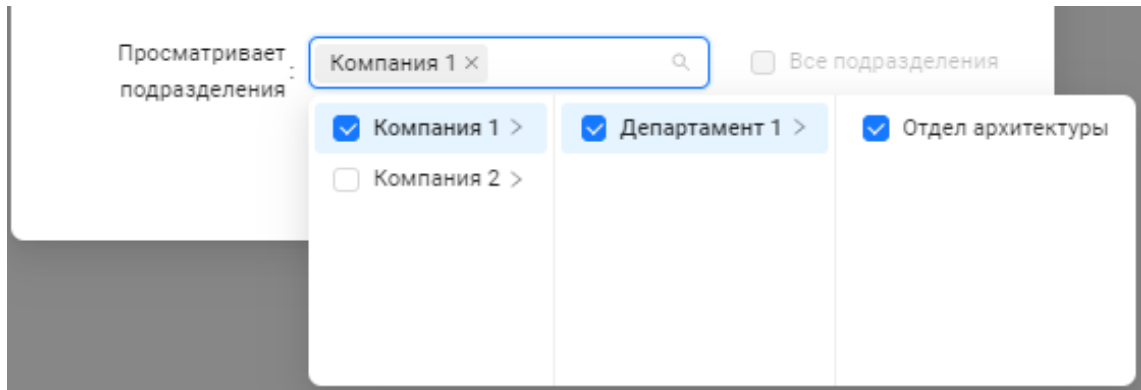 Просматривает
подразделения
:
Компания 1 ×
Все подразделения
Компания 1 >
Департамент 1 >
Отдел архитектуры
Компания 2 >